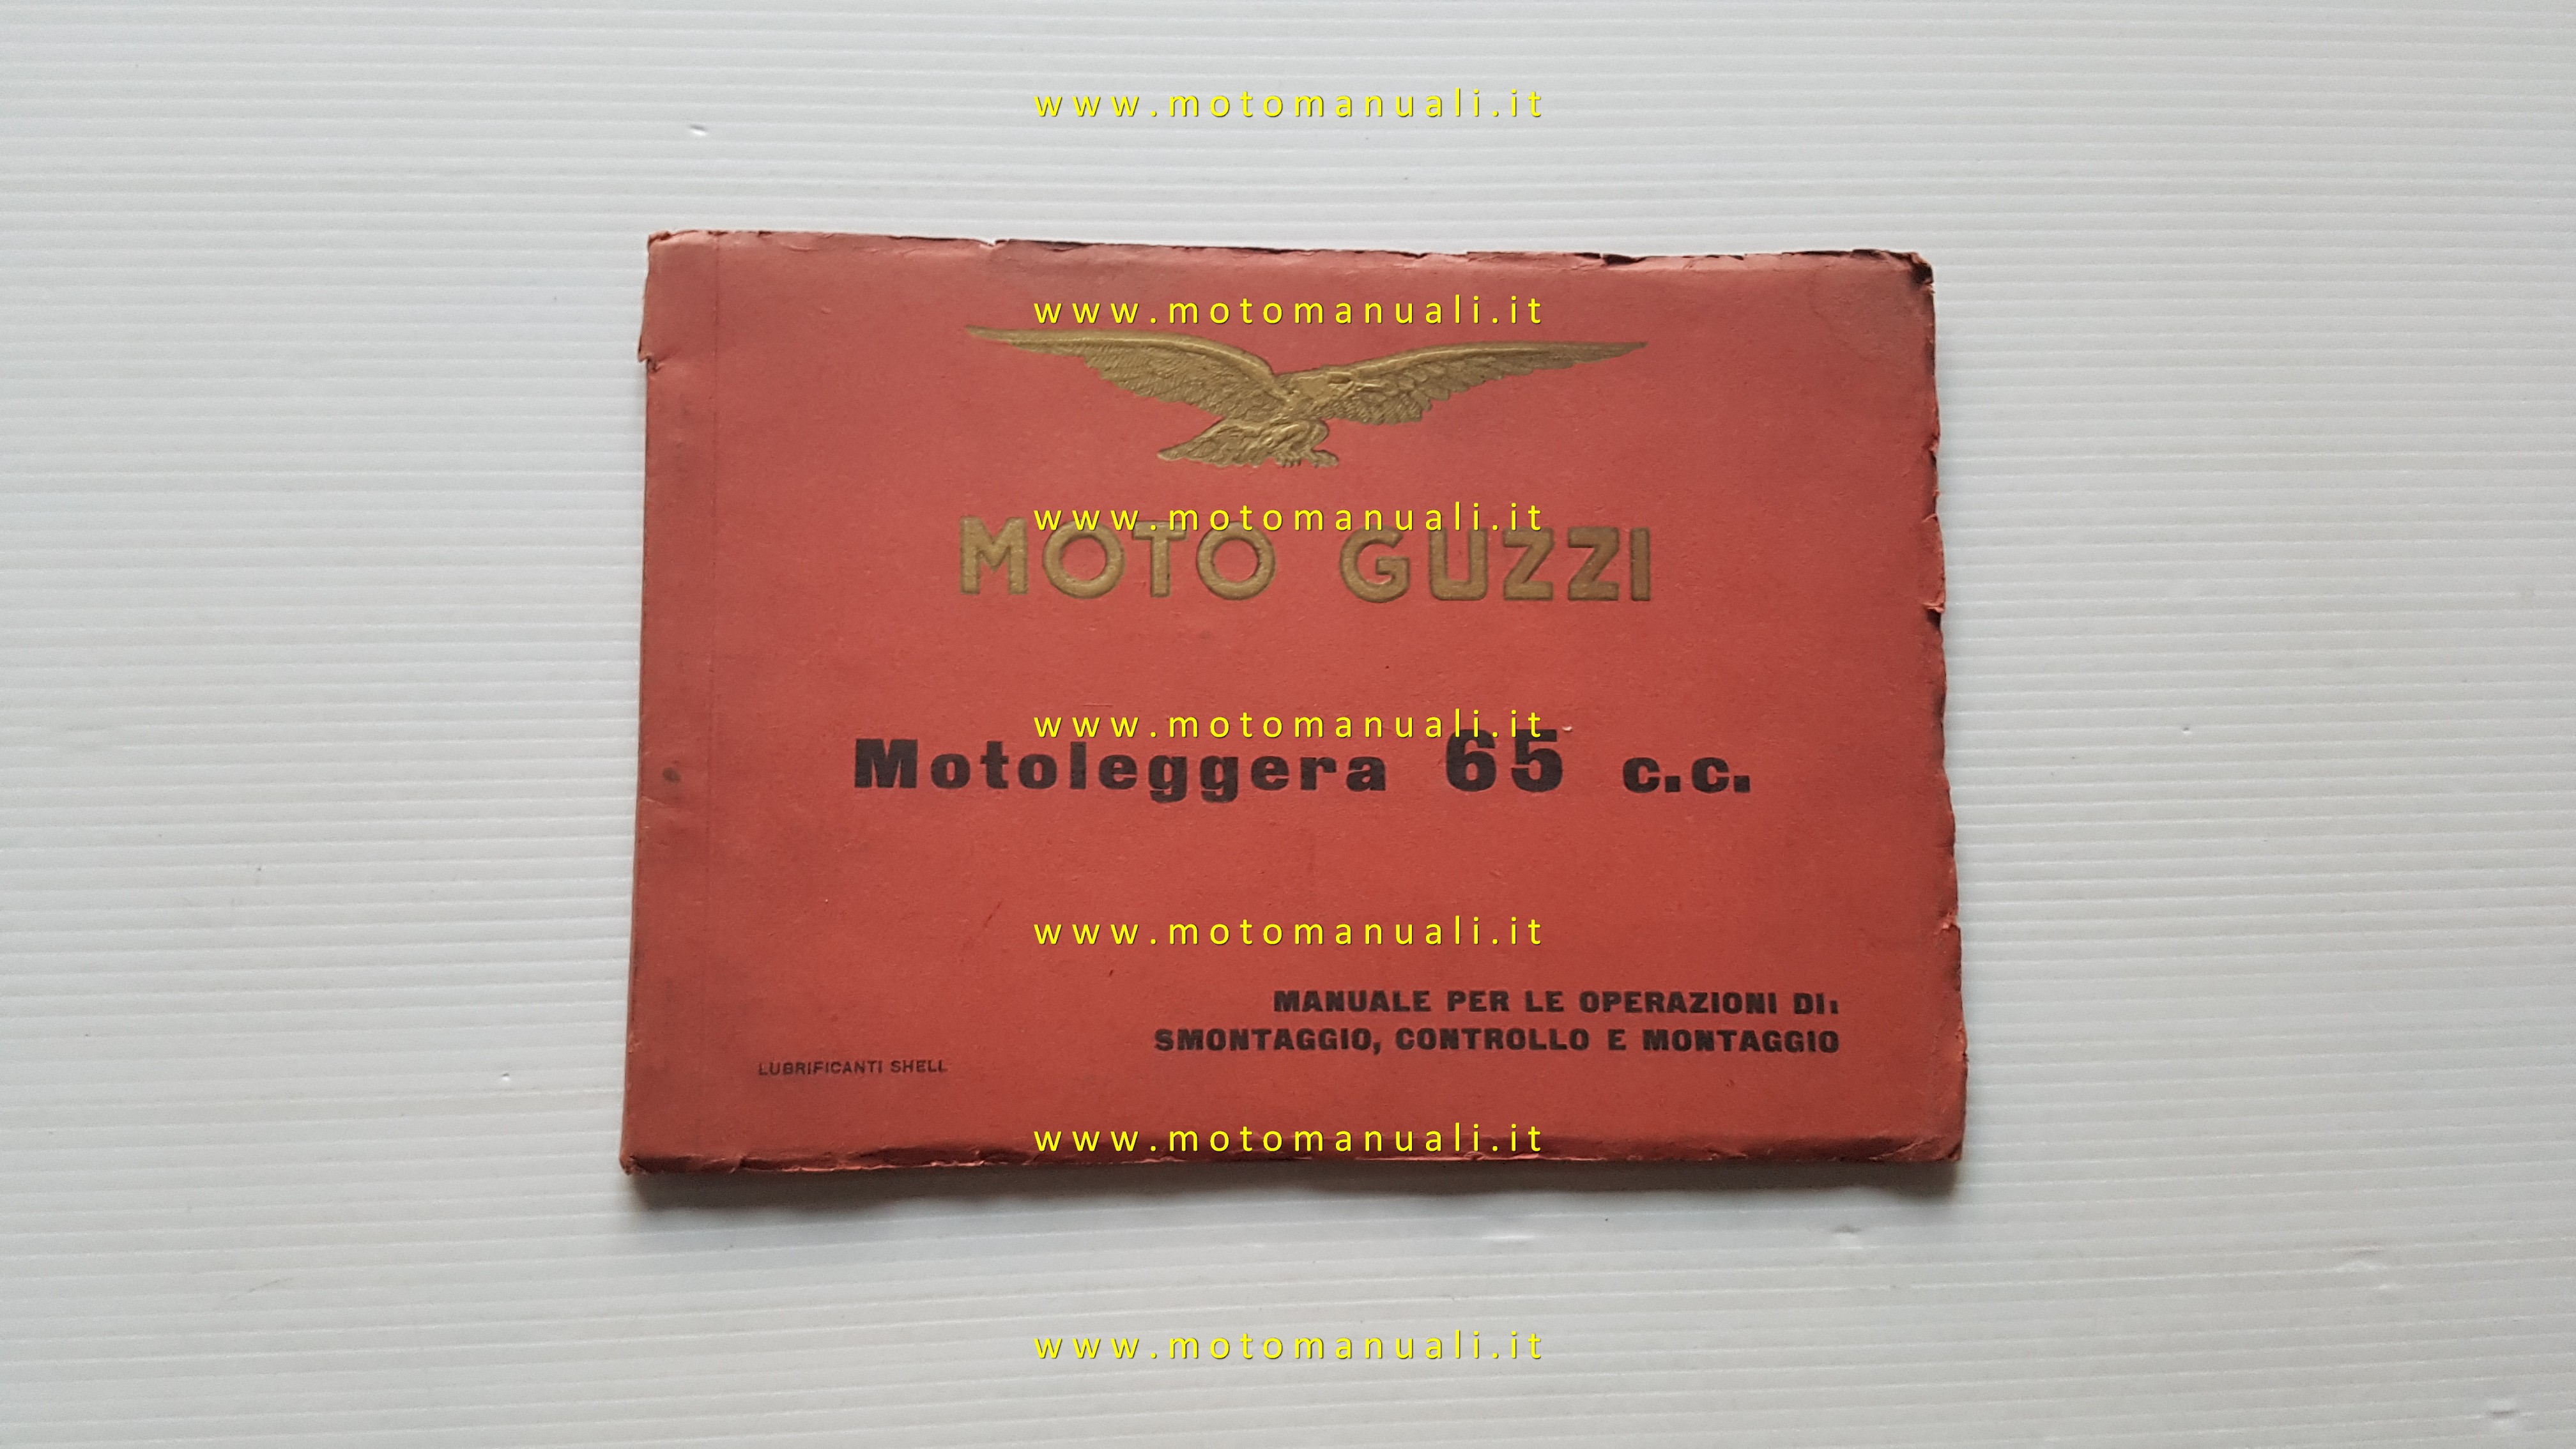 www.motomanuali.it
www.motomanuali.it
www.motomanuali.it
MOTO GUZZI
www.motomanuali.it
Motoleggera 65 c.c.
www.motomanuali.it
MANUALE PER LE OPERAZIONI DI:
SMONTAGGIO, CONTROLLO E MONTAGGIO
LUBRIFICANTI SHELL
www.motomanuali.it
www.motomanuali.it